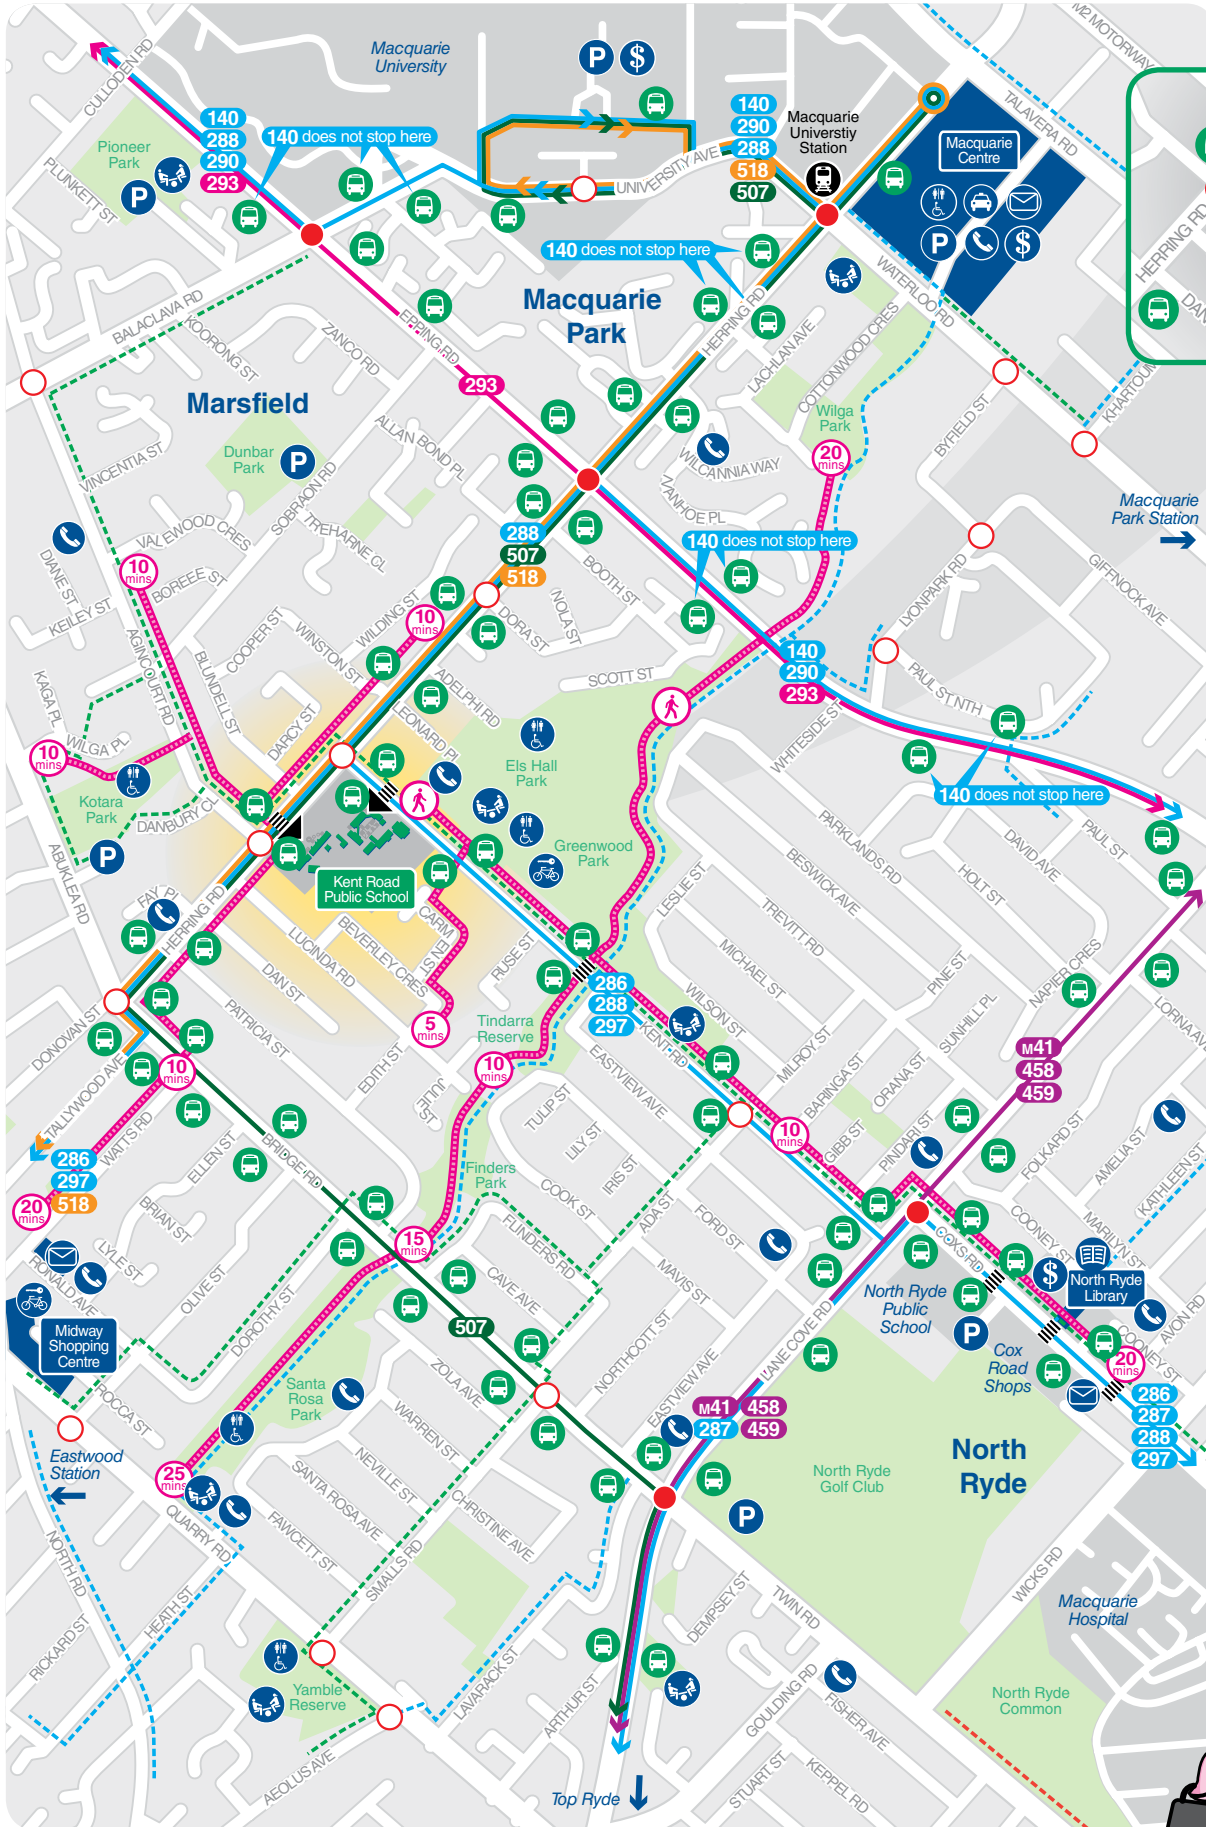 M2 MOTORWAY
CULLODEN RD
Macquarie
University
P
$
TALAVERA RD
140
288
290
293
140 does not stop here
140
290
288
518
507
Macquarie
Universtiy
Station
Macquarie
Centre
P
$
Pioneer
Park
P
PLUNKETT ST
UNIVERSITY AVE
HERRING RD
DAN
140 does not stop here
WATERLOO RD
Macquarie
Park
BALACLAVA RD
KOORONG ST
ZANCO RD
EPPING RD
HERRING RD
LACHLAN AVE
COTTONWOOD CRES
KHARTOUM
293
Marsfield
BYFIELD ST
Wilga
Park
ALLAN BOND PL
Dunbar
Park
P
VINCENTIA ST
SOBRAON RD
WILCANNIA WAY
20
mins
Macquarie
Park Station
IVANHOE PL
VALEWOOD CRES
TREHARNE CL
288
507
518
140 does not stop here
DIANE ST
KEILEY ST
10
mins
BOREEE ST
BOOTH ST
LYONPARK RD
GIFFNOCK AVE
AGINCOURT RD
BLUNDELL ST
COOPER ST
WINSTON ST
WILDING ST
10
mins
DORA ST
NOLA ST
SCOTT ST
140
290
293
PAUL ST NTH
KAGA PL
WILGA PL
10
mins
DARCY ST
LEONARD PL
ADELPHI RD
WHITESIDE ST
Els Hall
Park
Kotara
Park
DANBURY CL
P
140 does not stop here
Greenwood
Park
PARKLANDS RD
DAVID AVE
PAUL ST
ABUKLEA RD
Kent Road
Public School
BESWICK AVE
HOLT ST
LESLIE ST
FAY PL
HERRING RD
LUCINDA RD
BEVERLEY CRES
CARMEN ST
RUSE ST
TREVITT RD
DAN ST
MICHAEL ST
PINE ST
NAPIER CRES
DONOVAN ST
PATRICIA ST
5
mins
Tindarra
Reserve
286
288
297
WILSON ST
SUNHILL PL
LORNA AVE
KENT RD
EDITH ST
JULIE ST
10
mins
EASTVIEW AVE
MILROY ST
M41
458
459
TALLYWOOD AVE
10
mins
TULIP ST
BARINGA ST
ORANA ST
WATTS RD
LILY ST
10
mins
GIBB ST
PINDARI ST
FOLKARD ST
AMELIA ST
KATHLEEN ST
286
297
518
ELLEN ST
BRIDGE RD
Finders
Park
IRIS ST
20
mins
BRIAN ST
COOK ST
ADA ST
FORD ST
COXS RD
COONEY ST
MARILYN ST
LYLE ST
RONALD AVE
15
mins
FLINDERS RD
OLIVE ST
CAVE AVE
MAVIS ST
North Ryde
Public
School
$
North Ryde
Library
AVON RD
Midway
Shopping
Centre
DOROTHY ST
507
LANE COVE RD
P
Cox
Road
Shops
COONEY ST
20
mins
ZOLA AVE
NORTHCOTT ST
EASTVIEW AVE
ROCCA ST
Santa
Rosa
Park
WARREN ST
M41
458
287
459
286
287
288
297
Eastwood
Station
25
mins
NEVILLE ST
SANTA ROSA AVE
CHRISTINE AVE
North Ryde
Golf Club
North
Ryde
QUARRY RD
FAWCETT ST
P
NORTH RD
SMALLS RD
HEATH ST
DEMPSEY ST
TWIN RD
WICKS RD
Macquarie
Hospital
RICKARD ST
LAVARACK ST
Yamble
Reserve
ARTHUR ST
GOULDING RD
FISHER AVE
North Ryde
Common
AEOLUS AVE
Top Ryde
STUART ST
KEPPEL RD